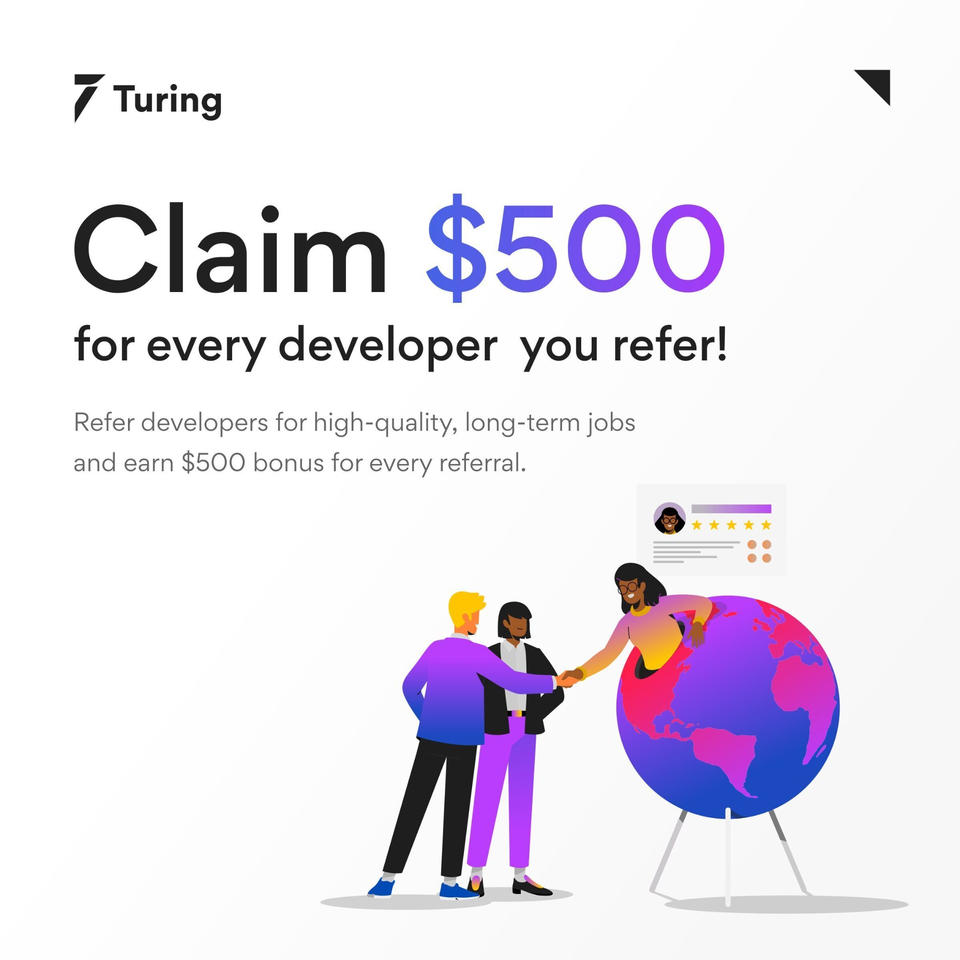 Turing
Claim $500
for every developer you refer!
Refer developers for high-quality, long-term jobs
and earn $500 bonus for every referral.